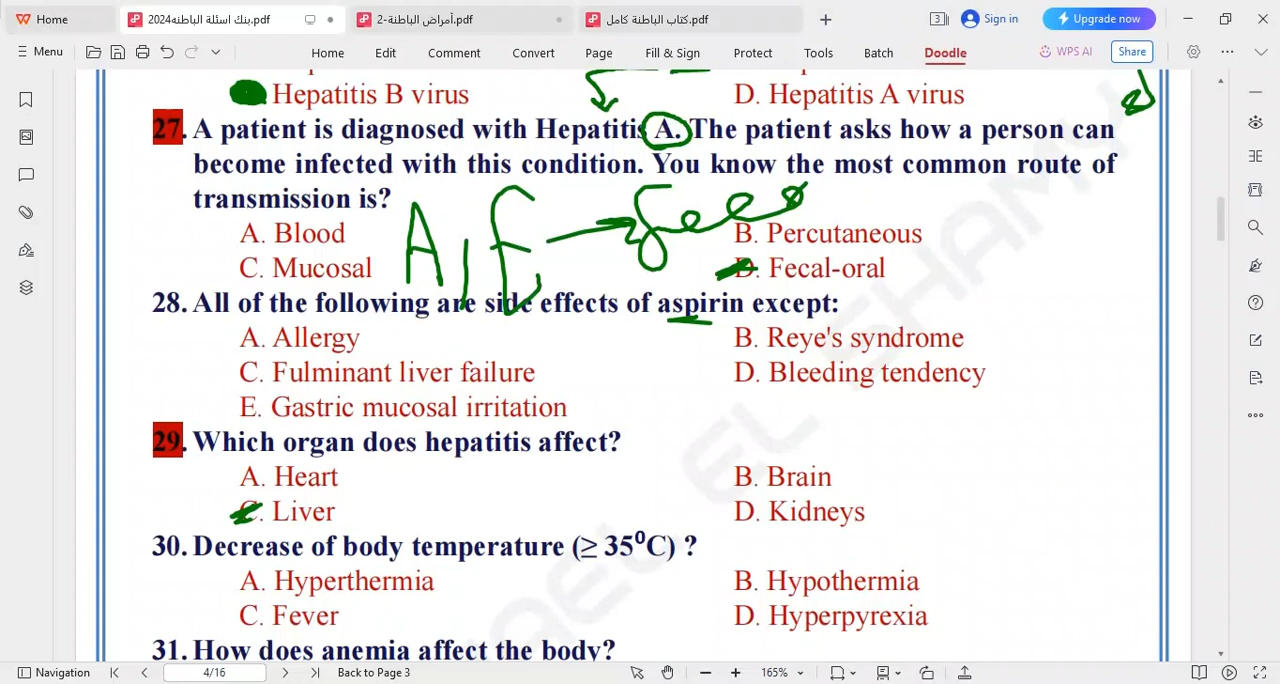 Home
بنك اسئلة الباطنه2024.pdf
أمراض الباطنة-2.pdf
كتاب الباطنة كامل.pdf
3
Sign in
Upgrade now
Menu
Home Edit Comment Convert Page Fill & Sign Protect Tools Batch Doodle
WPS AI
Share
Hepatitis B virus
D. Hepatitis A virus
27. A patient is diagnosed with Hepatitis A. The patient asks how a person can
become infected with this condition. You know the most common route of
transmission is?
A. Blood
B. Percutaneous
C. Mucosal
D. Fecal-oral
A, E
28. All of the following are side effects of aspirin except:
A. Allergy
B. Reye's syndrome
C. Fulminant liver failure
D. Bleeding tendency
E. Gastric mucosal irritation
29. Which organ does hepatitis affect?
A. Heart
B. Brain
C. Liver
D. Kidneys
30. Decrease of body temperature (≥ 35⁰C) ?
A. Hyperthermia
B. Hypothermia
C. Fever
D. Hyperpyrexia
31. How does anemia affect the body?
EL SHAMY
Navigation
4/16
Back to Page 3
165%